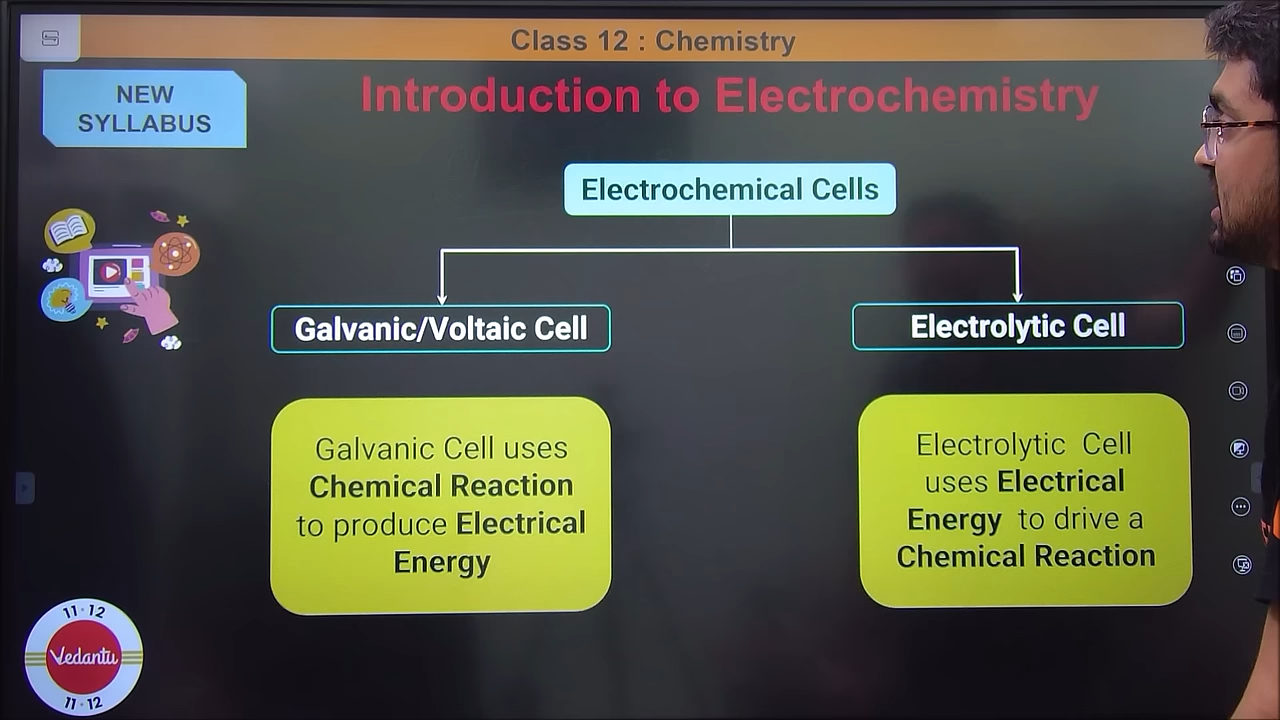 Class 12 : Chemistry
NEW
SYLLABUS
Introduction to Electrochemistry
Electrochemical Cells
Galvanic/Voltaic Cell
Electrolytic Cell
Galvanic Cell uses
Chemical Reaction
to produce Electrical
Energy
Electrolytic Cell
uses Electrical
Energy to drive a
Chemical Reaction
11-12
Vedantu
11-12